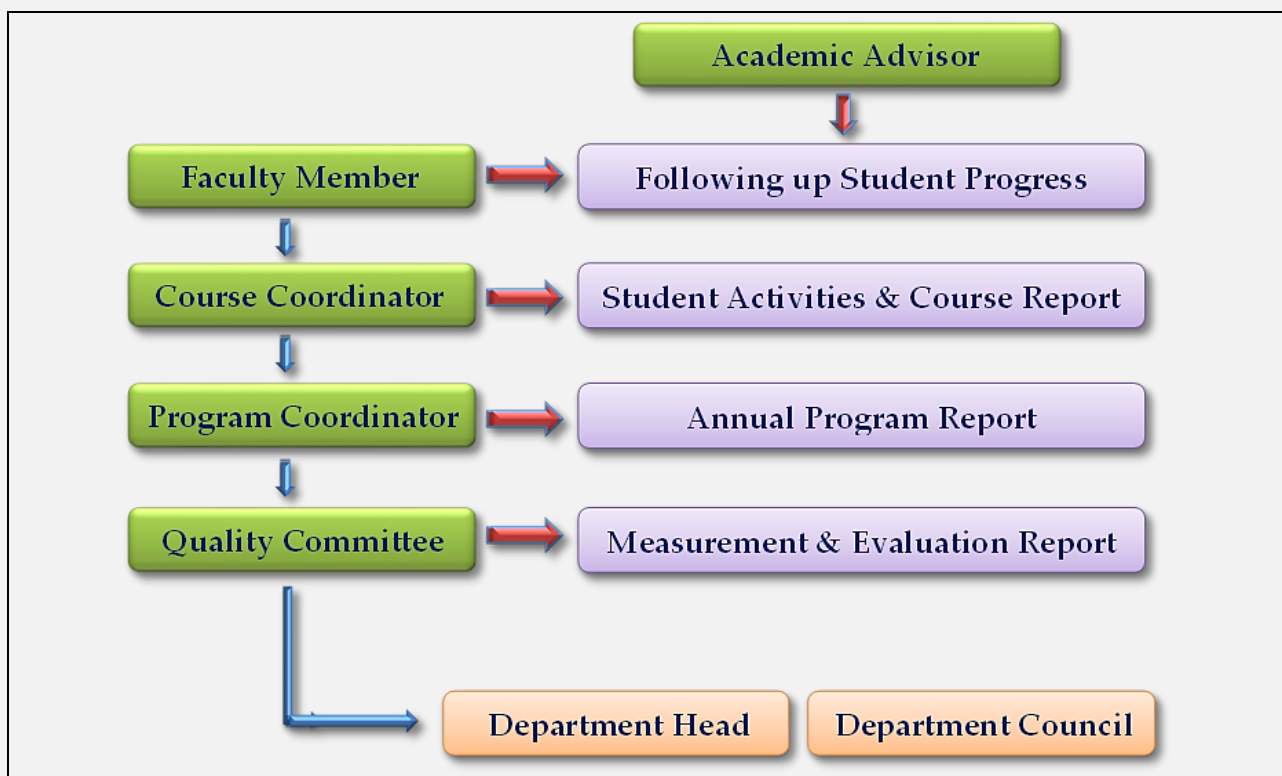 Academic Advisor
Faculty Member
Following up Student Progress
Course Coordinator
Student Activities & Course Report
Program Coordinator
Annual Program Report
Quality Committee
Measurement & Evaluation Report
Department Head
Department Council